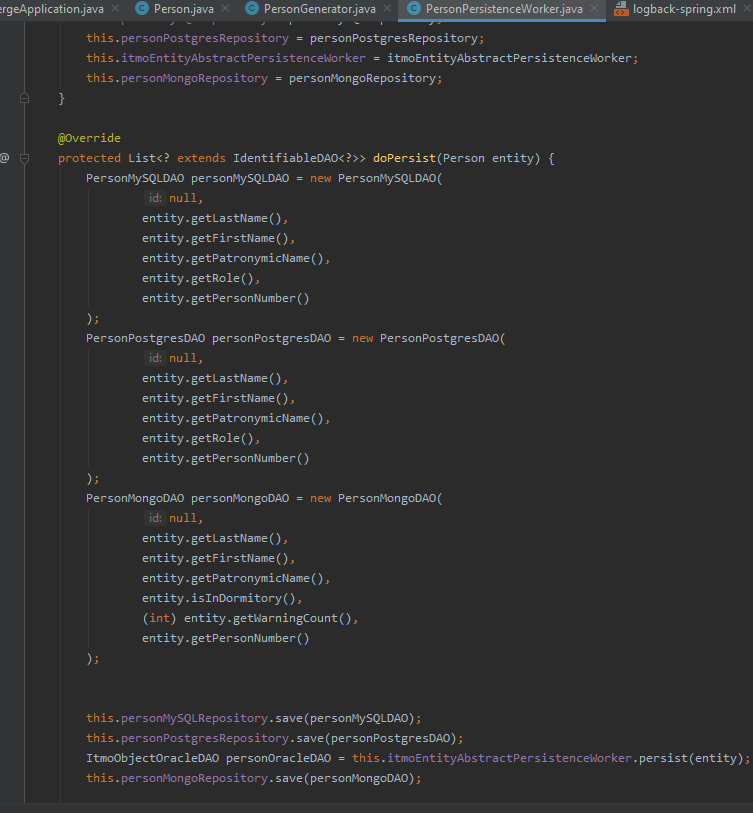 ergeApplication.java Person.java PersonGenerator.java PersonPersistenceWorker.java logback-spring.xml
this.personPostgresRepository = personPostgresRepository;
this.itmoEntityAbstractPersistenceWorker = itmoEntityAbstractPersistenceWorker;
this.personMongoRepository = personMongoRepository;
}
@Override
@ protected List<? extends IdentifiableDAO<?>> doPersist(Person entity) {
PersonMySQLDAO personMySQLDAO = new PersonMySQLDAO(
id: null,
entity.getLastName(),
entity.getFirstName(),
entity.getPatronymicName(),
entity.getRole(),
entity.getPersonNumber()
);
PersonPostgresDAO personPostgresDAO = new PersonPostgresDAO(
id: null,
entity.getLastName(),
entity.getFirstName(),
entity.getPatronymicName(),
entity.getRole(),
entity.getPersonNumber()
);
PersonMongoDAO personMongoDAO = new PersonMongoDAO(
id: null,
entity.getLastName(),
entity.getFirstName(),
entity.getPatronymicName(),
entity.isInDormitory(),
(int) entity.getWarningCount(),
entity.getPersonNumber()
);
this.personMySQLRepository.save(personMySQLDAO);
this.personPostgresRepository.save(personPostgresDAO);
ItmoObjectOracleDAO personOracleDAO = this.itmoEntityAbstractPersistenceWorker.persist(entity);
this.personMongoRepository.save(personMongoDAO);